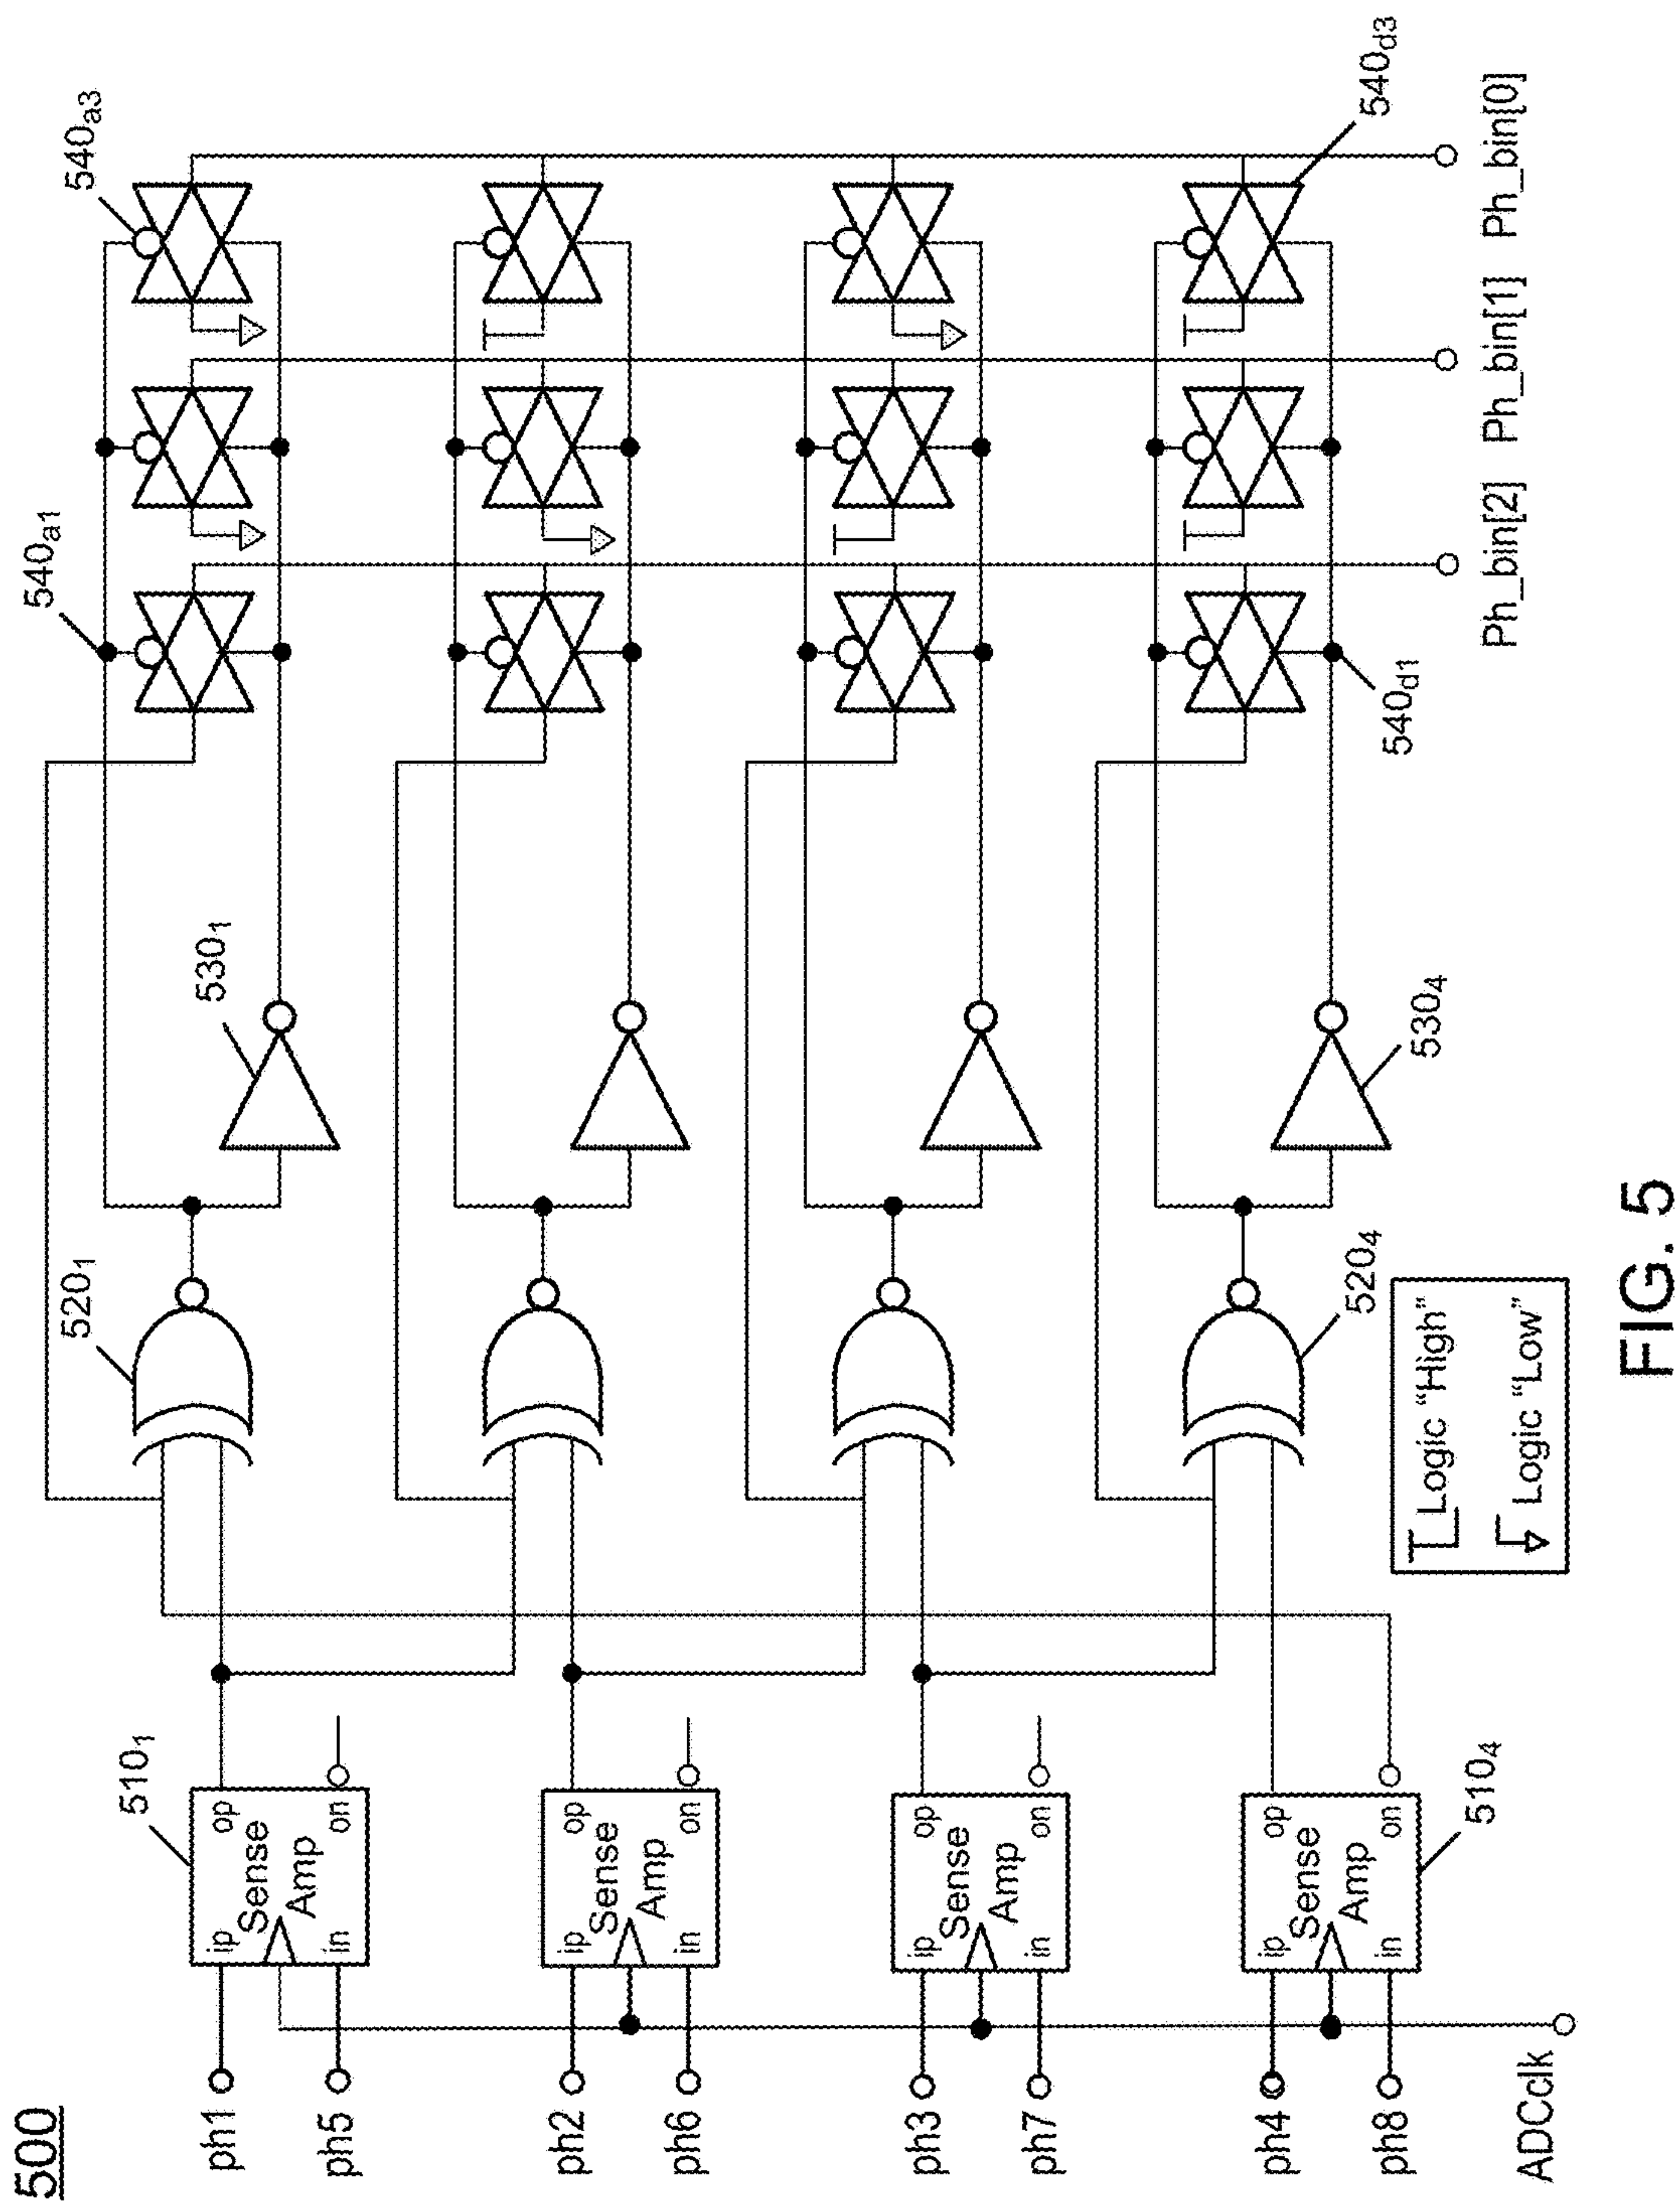 500
ph1
ph5
ph2
ph6
ph3
ph7
ph4
ph8
ADCclk
510₁
ip
op
Sense
Amp
in
on
ip
op
Sense
Amp
in
on
ip
op
Sense
Amp
in
on
ip
op
Sense
Amp
in
on
510₄
520₁
520₄
530₁
530₄
540a1
540a3
540d1
540d3
Ph_bin[2]
Ph_bin[1]
Ph_bin[0]
Logic “High”
Logic “Low”
FIG. 5